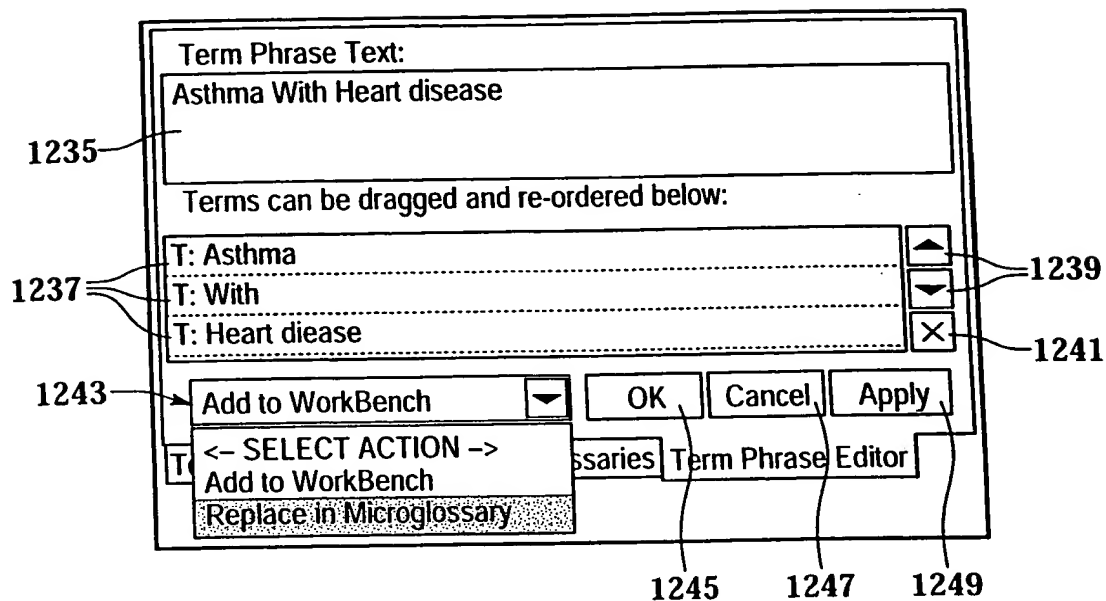 Term Phrase Text:
Asthma With Heart disease
1235
Terms can be dragged and re-ordered below:
T: Asthma
1237
T: With
T: Heart diease
1239
1241
1243
Add to WorkBench
OK
Cancel
Apply
<– SELECT ACTION –>
Add to WorkBench
Replace in Microglossary
ssaries
Term Phrase Editor
1245
1247
1249